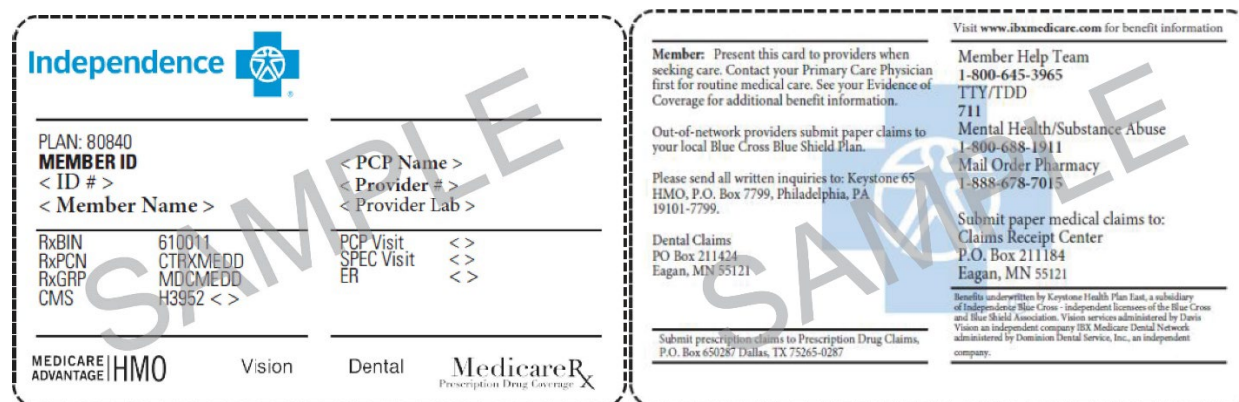 Independence
®
PLAN: 80840
MEMBER ID
< ID # >
< Member Name >
< PCP Name >
< Provider # >
< Provider Lab >
RxBIN 610011
RxPCN CTRXMEDD
RxGRP MDCMEDD
CMS H3952 < >
PCP Visit < >
SPEC Visit < >
ER < >
MEDICARE
ADVANTAGE HMO
Vision
Dental
MedicareRx
Prescription Drug Coverage
SAMPLE
Member: Present this card to providers when
seeking care. Contact your Primary Care Physician
first for routine medical care. See your Evidence of
Coverage for additional benefit information.
Out-of-network providers submit paper claims to
your local Blue Cross Blue Shield Plan.
Please send all written inquiries to: Keystone 65
HMO, P.O. Box 7799, Philadelphia, PA
19101-7799.
Dental Claims
PO Box 211424
Eagan, MN 55121
Submit prescription claims to Prescription Drug Claims,
P.O. Box 650287 Dallas, TX 75265-0287
Visit www.ibxmedicare.com for benefit information
Member Help Team
1-800-645-3965
TTY/TDD
711
Mental Health/Substance Abuse
1-800-688-1911
Mail Order Pharmacy
1-888-678-7015
Submit paper medical claims to:
Claims Receipt Center
P.O. Box 211184
Eagan, MN 55121
Benefits underwritten by Keystone Health Plan East, a subsidiary
of Independence Blue Cross - independent licensees of the Blue Cross
and Blue Shield Association. Vision services administered by Davis
Vision an independent company IBX Medicare Dental Network
administered by Dominion Dental Service, Inc., an independent
company.
SAMPLE